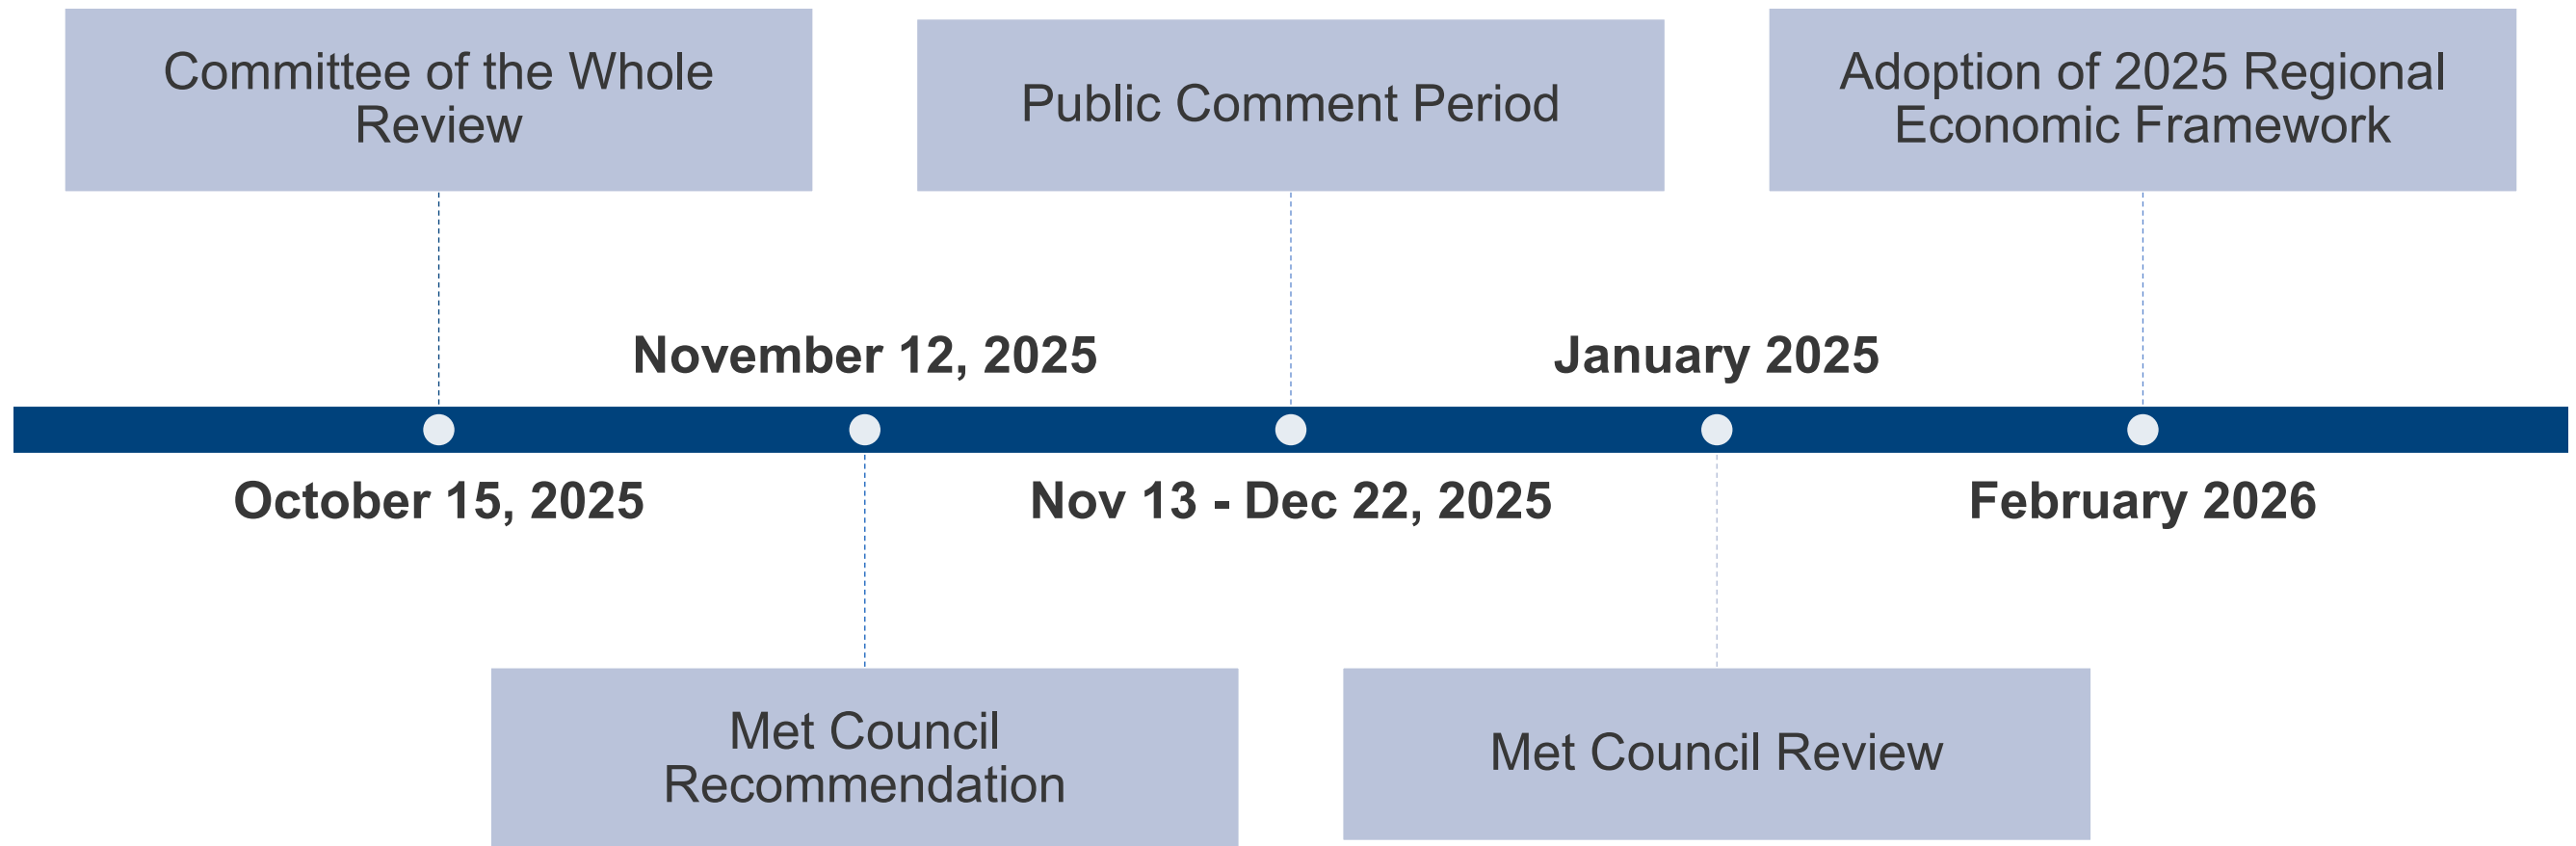 Committee of the Whole
Review
Public Comment Period
Adoption of 2025 Regional
Economic Framework
November 12, 2025
January 2025
October 15, 2025
Nov 13 - Dec 22, 2025
February 2026
Met Council
Recommendation
Met Council Review